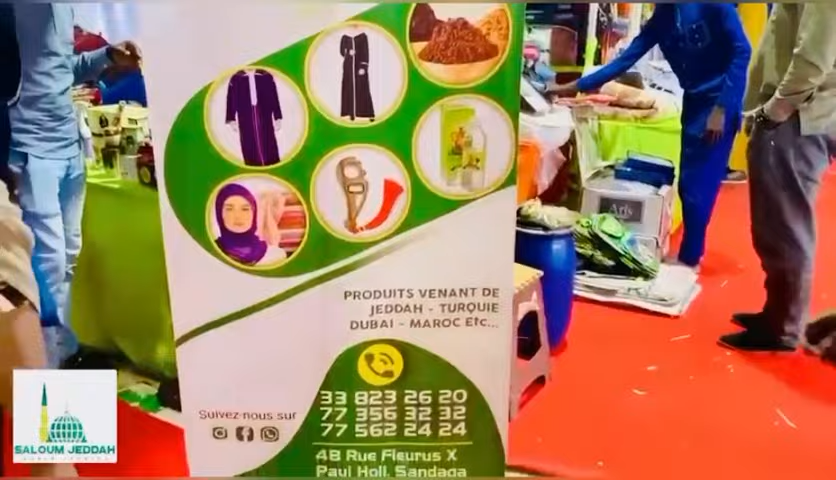 PRODUITS VENANT DE
JEDDAH - TURQUIE
DUBAI - MAROC Etc...
Suivez-nous sur
33 823 26 20
77 356 32 32
77 562 24 24
48 Rue Fleurus X
Paul Holl. Sandaga
Aris
SALOUM JEDDAH